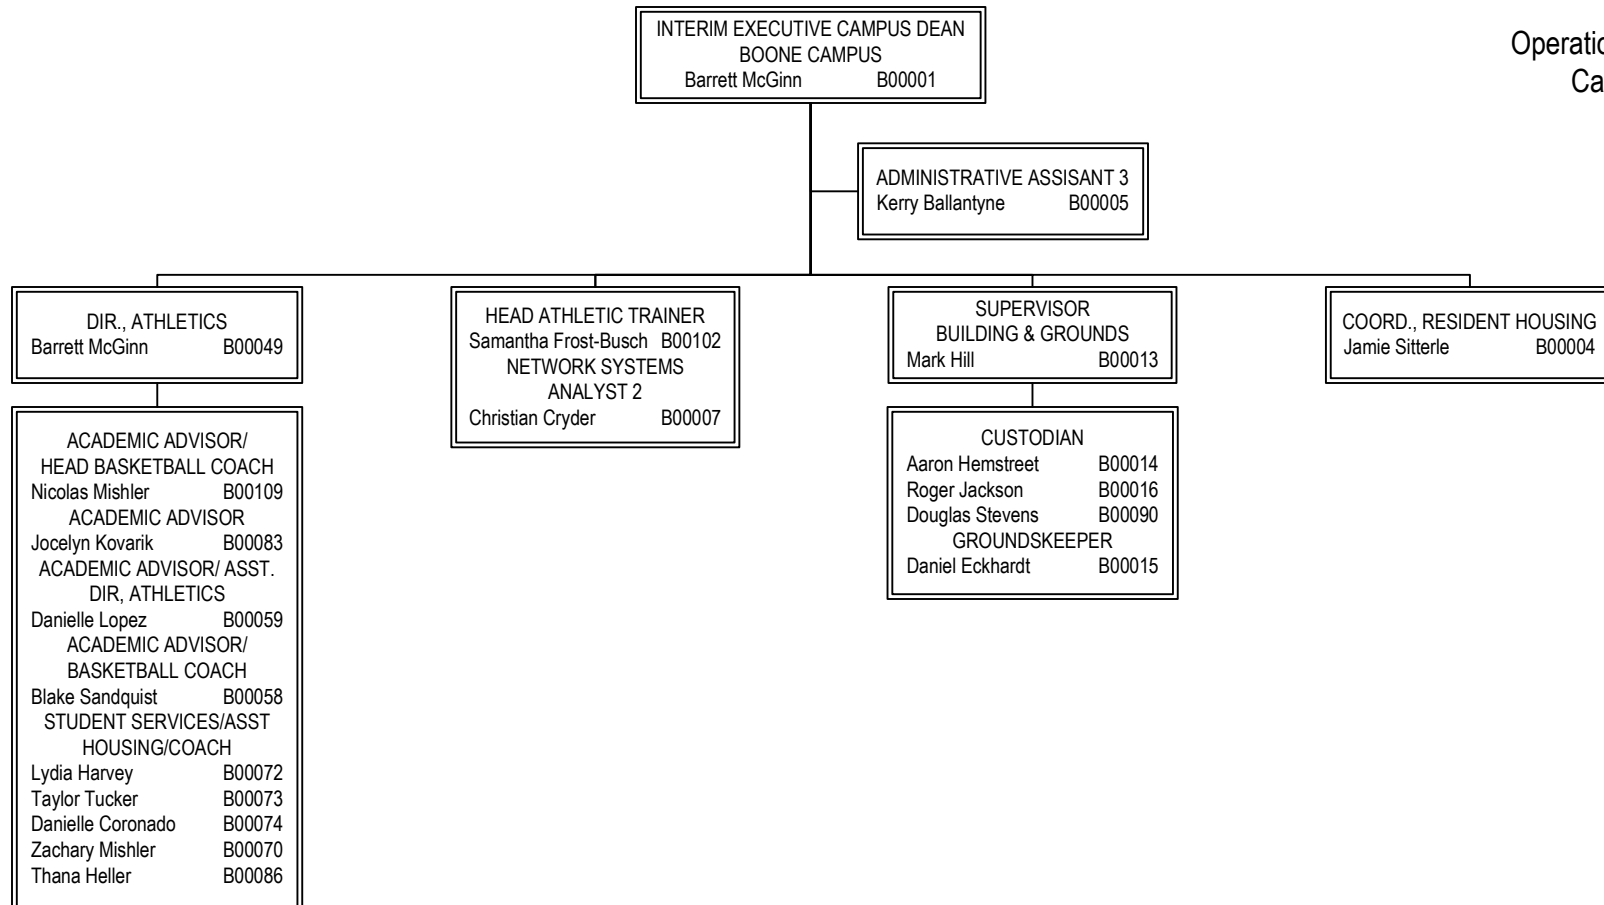 INTERIM EXECUTIVE CAMPUS DEAN
BOONE CAMPUS
Barrett McGinn B00001
ADMINISTRATIVE ASSISANT 3
Kerry Ballantyne B00005
DIR., ATHLETICS
Barrett McGinn B00049
ACADEMIC ADVISOR/
HEAD BASKETBALL COACH
Nicolas Mishler B00109
ACADEMIC ADVISOR
Jocelyn Kovarik B00083
ACADEMIC ADVISOR/ ASST.
DIR, ATHLETICS
Danielle Lopez B00059
ACADEMIC ADVISOR/
BASKETBALL COACH
Blake Sandquist B00058
STUDENT SERVICES/ASST
HOUSING/COACH
Lydia Harvey B00072
Taylor Tucker B00073
Danielle Coronado B00074
Zachary Mishler B00070
Thana Heller B00086
HEAD ATHLETIC TRAINER
Samantha Frost-Busch B00102
NETWORK SYSTEMS
ANALYST 2
Christian Cryder B00007
SUPERVISOR
BUILDING & GROUNDS
Mark Hill B00013
CUSTODIAN
Aaron Hemstreet B00014
Roger Jackson B00016
Douglas Stevens B00090
GROUNDSKEEPER
Daniel Eckhardt B00015
COORD., RESIDENT HOUSING
Jamie Sitterle B00004